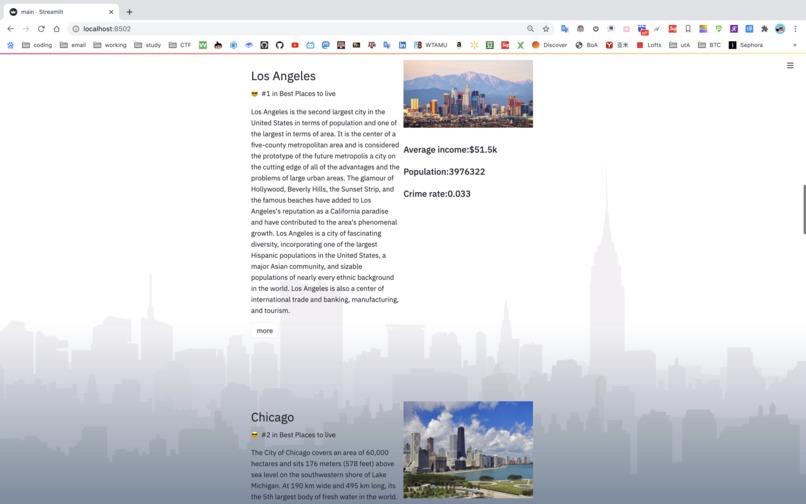 main - Streamlit
localhost:8502
coding
email
working
study
CTF
WTAMU
Discover
BoA
亚米
Lofts
utA
BTC
Sephora
Los Angeles
#1 in Best Places to live
Los Angeles is the second largest city in the
United States in terms of population and one of
the largest in terms of area. It is the center of a
five-county metropolitan area and is considered
the prototype of the future metropolis a city on
the cutting edge of all of the advantages and the
problems of large urban areas. The glamour of
Hollywood, Beverly Hills, the Sunset Strip, and
the famous beaches have added to Los
Angeles's reputation as a California paradise
and have contributed to the area's phenomenal
growth. Los Angeles is a city of fascinating
diversity, incorporating one of the largest
Hispanic populations in the United States, a
major Asian community, and sizable
populations of nearly every ethnic background
in the world. Los Angeles is also a center of
international trade and banking, manufacturing,
and tourism.
more
Average income:$51.5k
Population:3976322
Crime rate:0.033
Chicago
#2 in Best Places to live
The City of Chicago covers an area of 60,000
hectares and sits 176 meters (578 feet) above
sea level on the southwestern shore of Lake
Michigan. At 190 km wide and 495 km long, its
the 5th largest body of fresh water in the world.